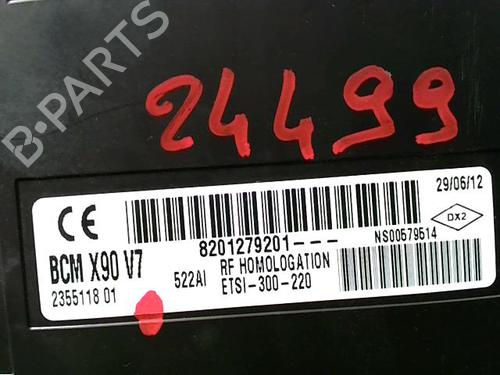 B-PARTS
24499
29/06/12
CE
DX2
8201279201---
NS00579514
BCM X90 V7
522AI
RF HOMOLOGATION
2355118 01
ETSI-300-220